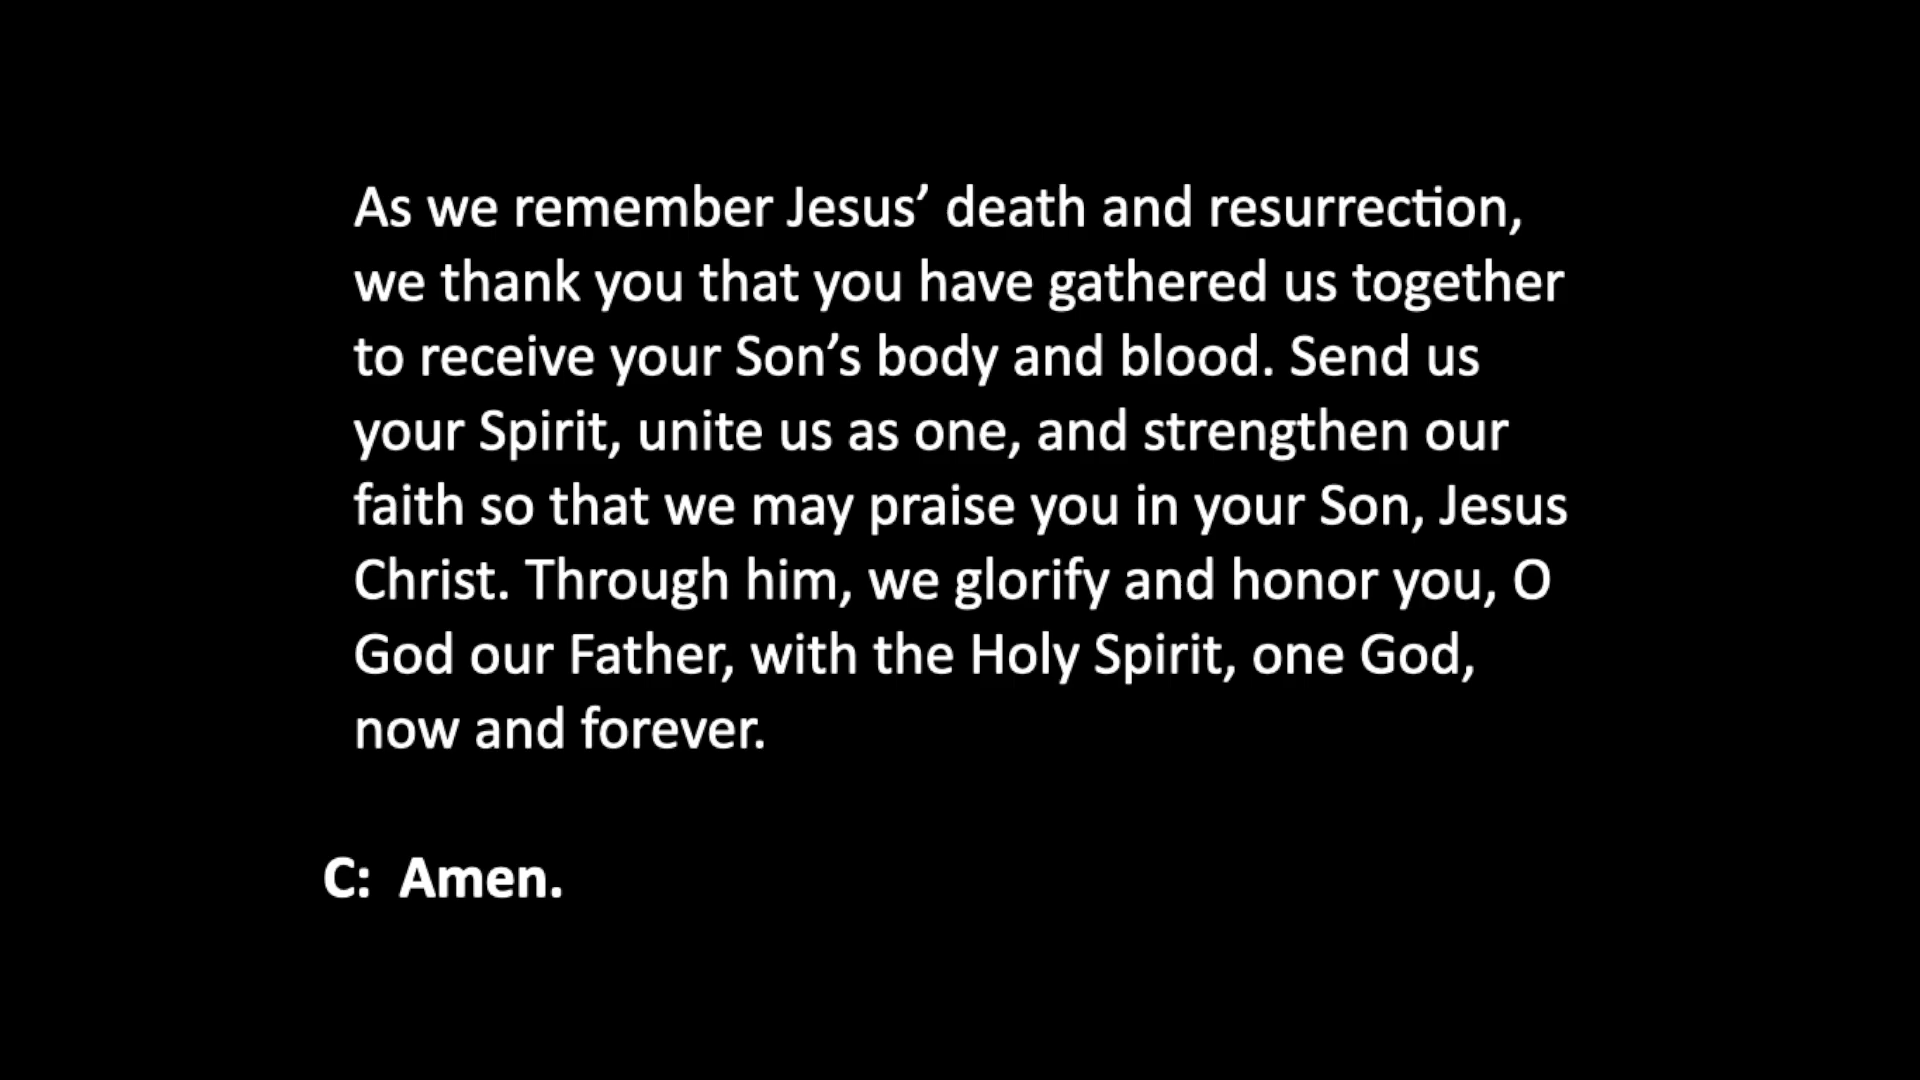 As we remember Jesus’ death and resurrection,
we thank you that you have gathered us together
to receive your Son’s body and blood. Send us
your Spirit, unite us as one, and strengthen our
faith so that we may praise you in your Son, Jesus
Christ. Through him, we glorify and honor you, O
God our Father, with the Holy Spirit, one God,
now and forever.
C: Amen.